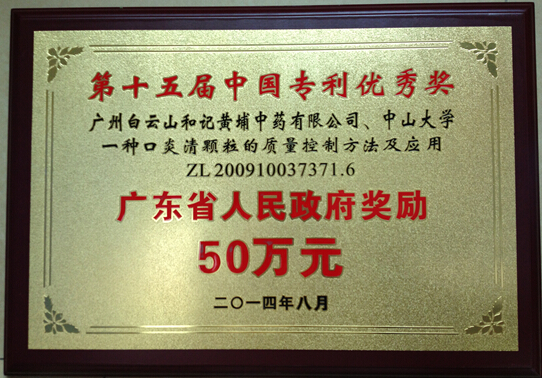 第十五届中国专利优秀奖
广州白云山和记黄埔中药有限公司、中山大学
一种口炎清颗粒的质量控制方法及应用
ZL 200910037371.6
广东省人民政府奖励
50万元
二〇一四年八月